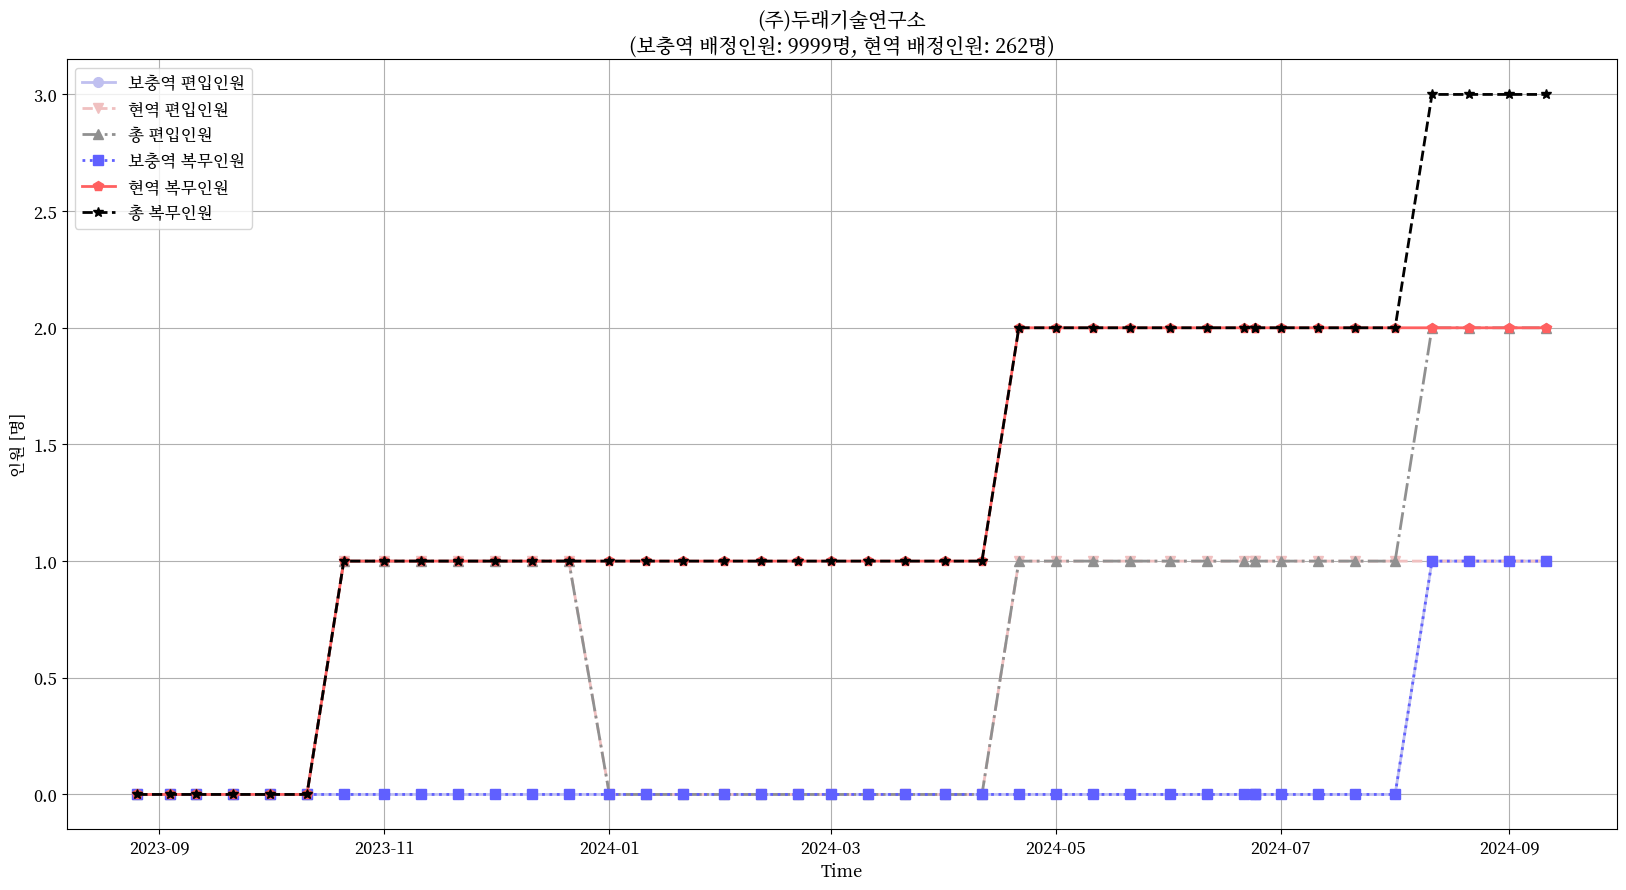 (주)두래기술연구소
(보충역 배정인원: 9999명, 현역 배정인원: 262명)
보충역 편입인원
현역 편입인원
총 편입인원
보충역 복무인원
현역 복무인원
총 복무인원
인원 [명]
3.0
2.5
2.0
1.5
1.0
0.5
0.0
2023-09
2023-11
2024-01
2024-03
2024-05
2024-07
2024-09
Time